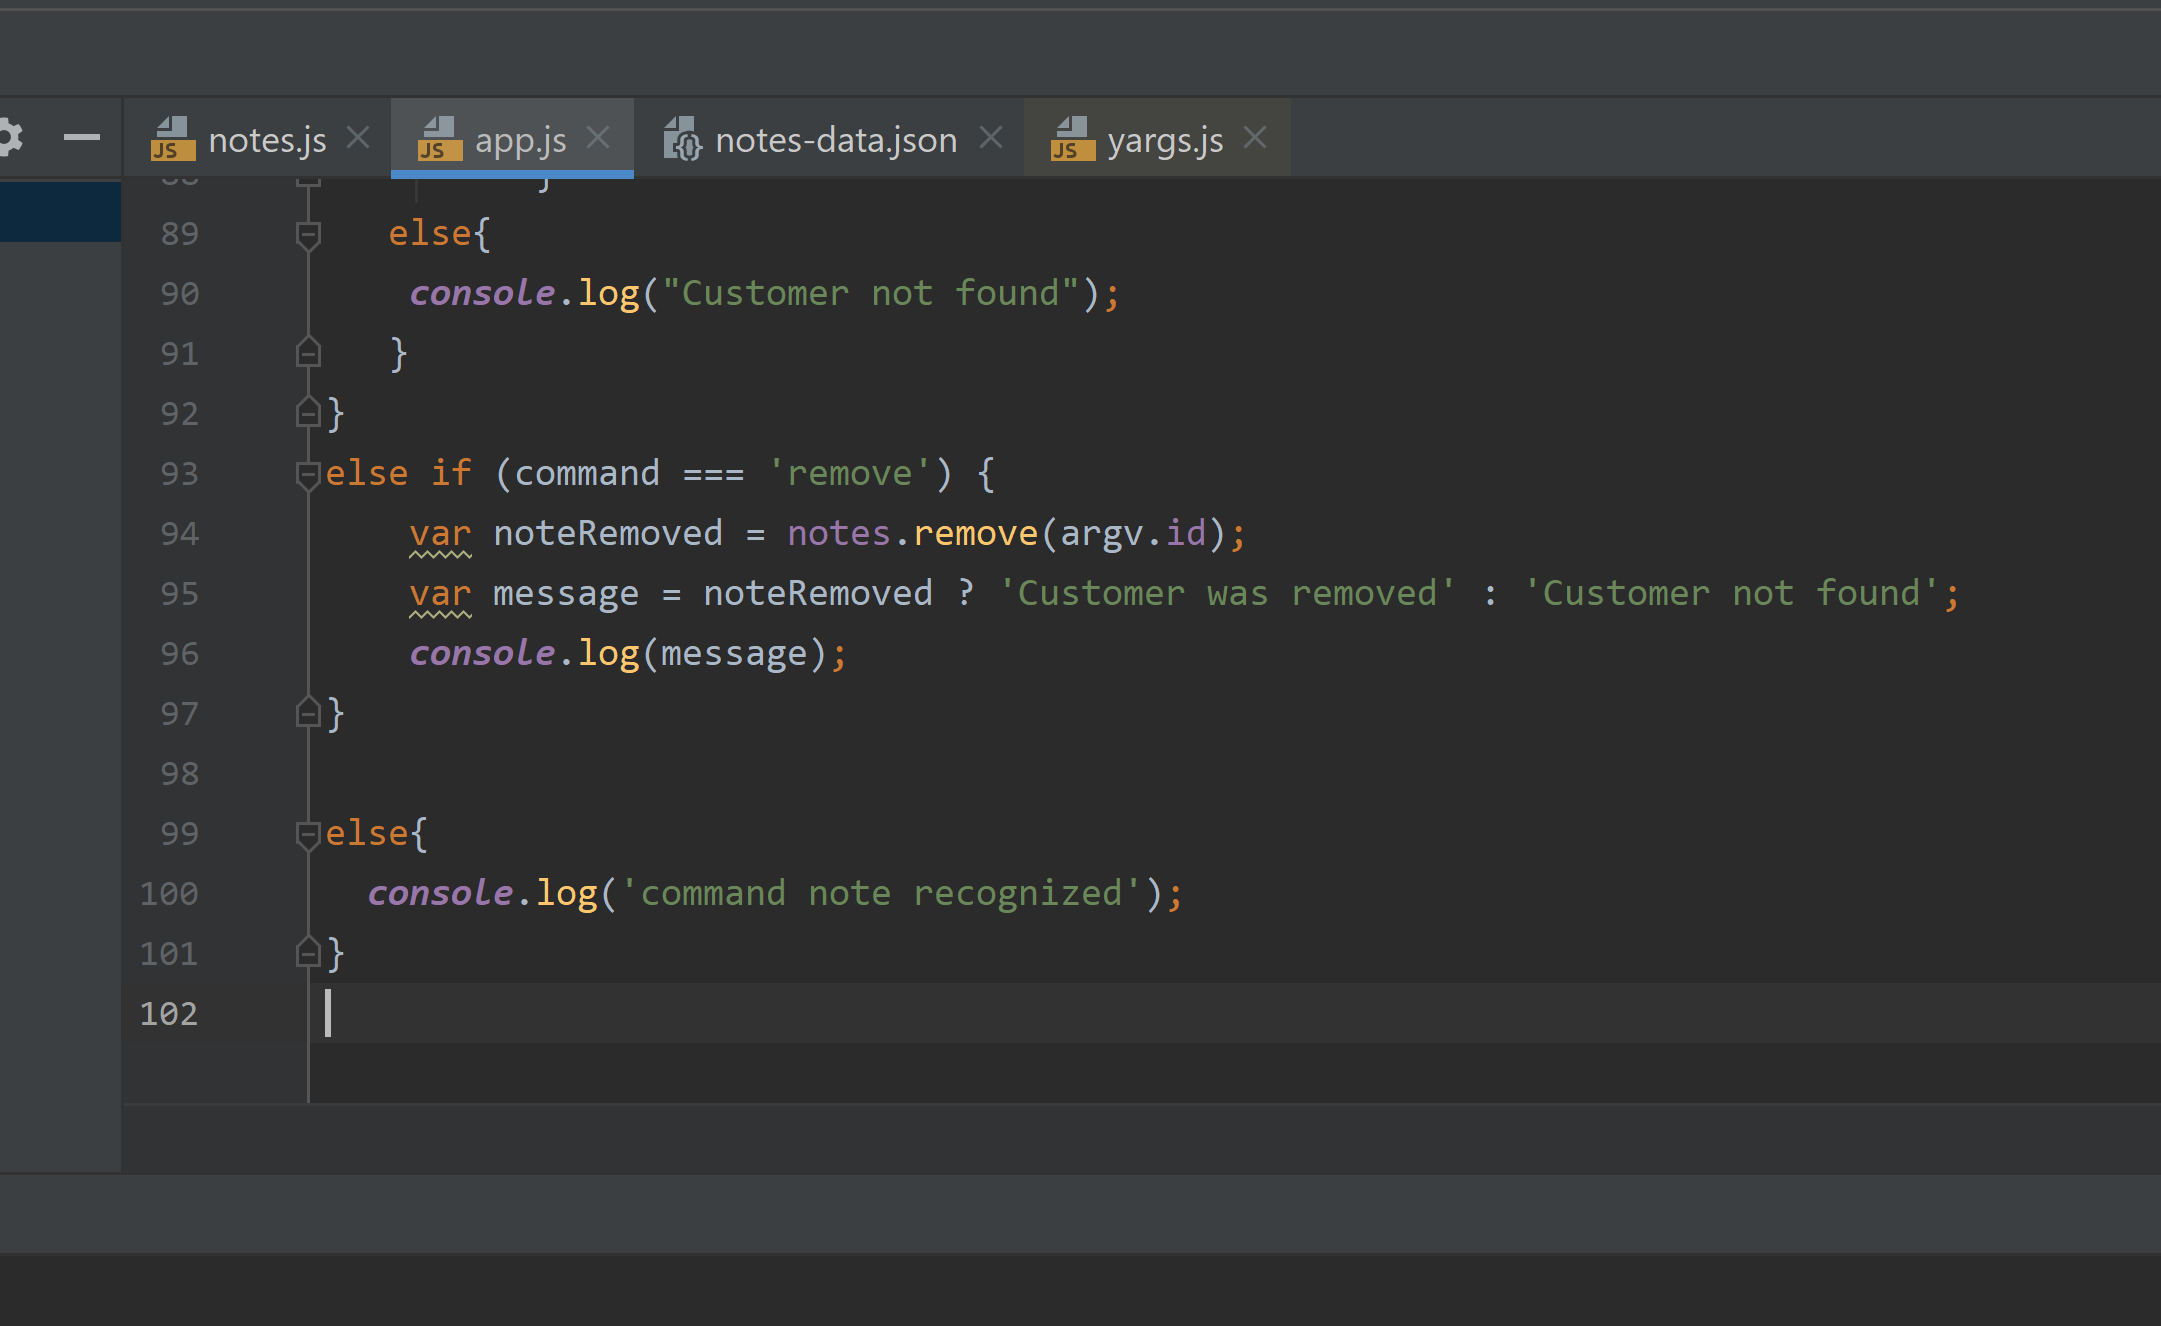 notes.js app.js notes-data.json yargs.js
}
89 else{
90 console.log("Customer not found");
91 }
92 }
93 else if (command === 'remove') {
94 var noteRemoved = notes.remove(argv.id);
95 var message = noteRemoved ? 'Customer was removed' : 'Customer not found';
96 console.log(message);
97 }
98
99 else{
100 console.log('command note recognized');
101 }
102